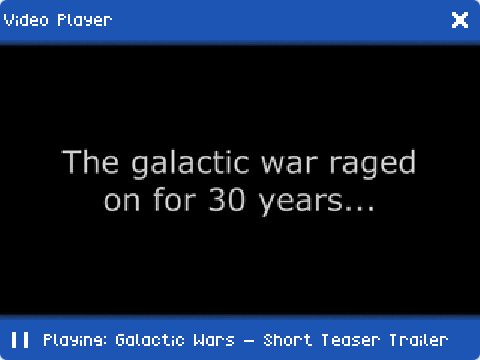 Video Player
The galactic war raged
on for 30 years...
Playing: Galactic Wars – Short Teaser Trailer